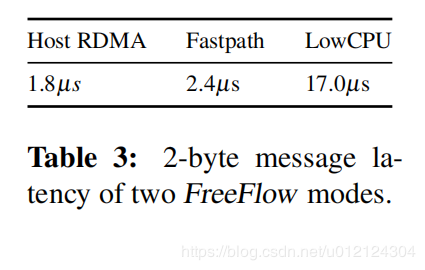 Host RDMA Fastpath LowCPU
1.8μs 2.4μs 17.0μs
Table 3: 2-byte message la-
tency of two FreeFlow modes.
https://blog.csdn.net/u012124304